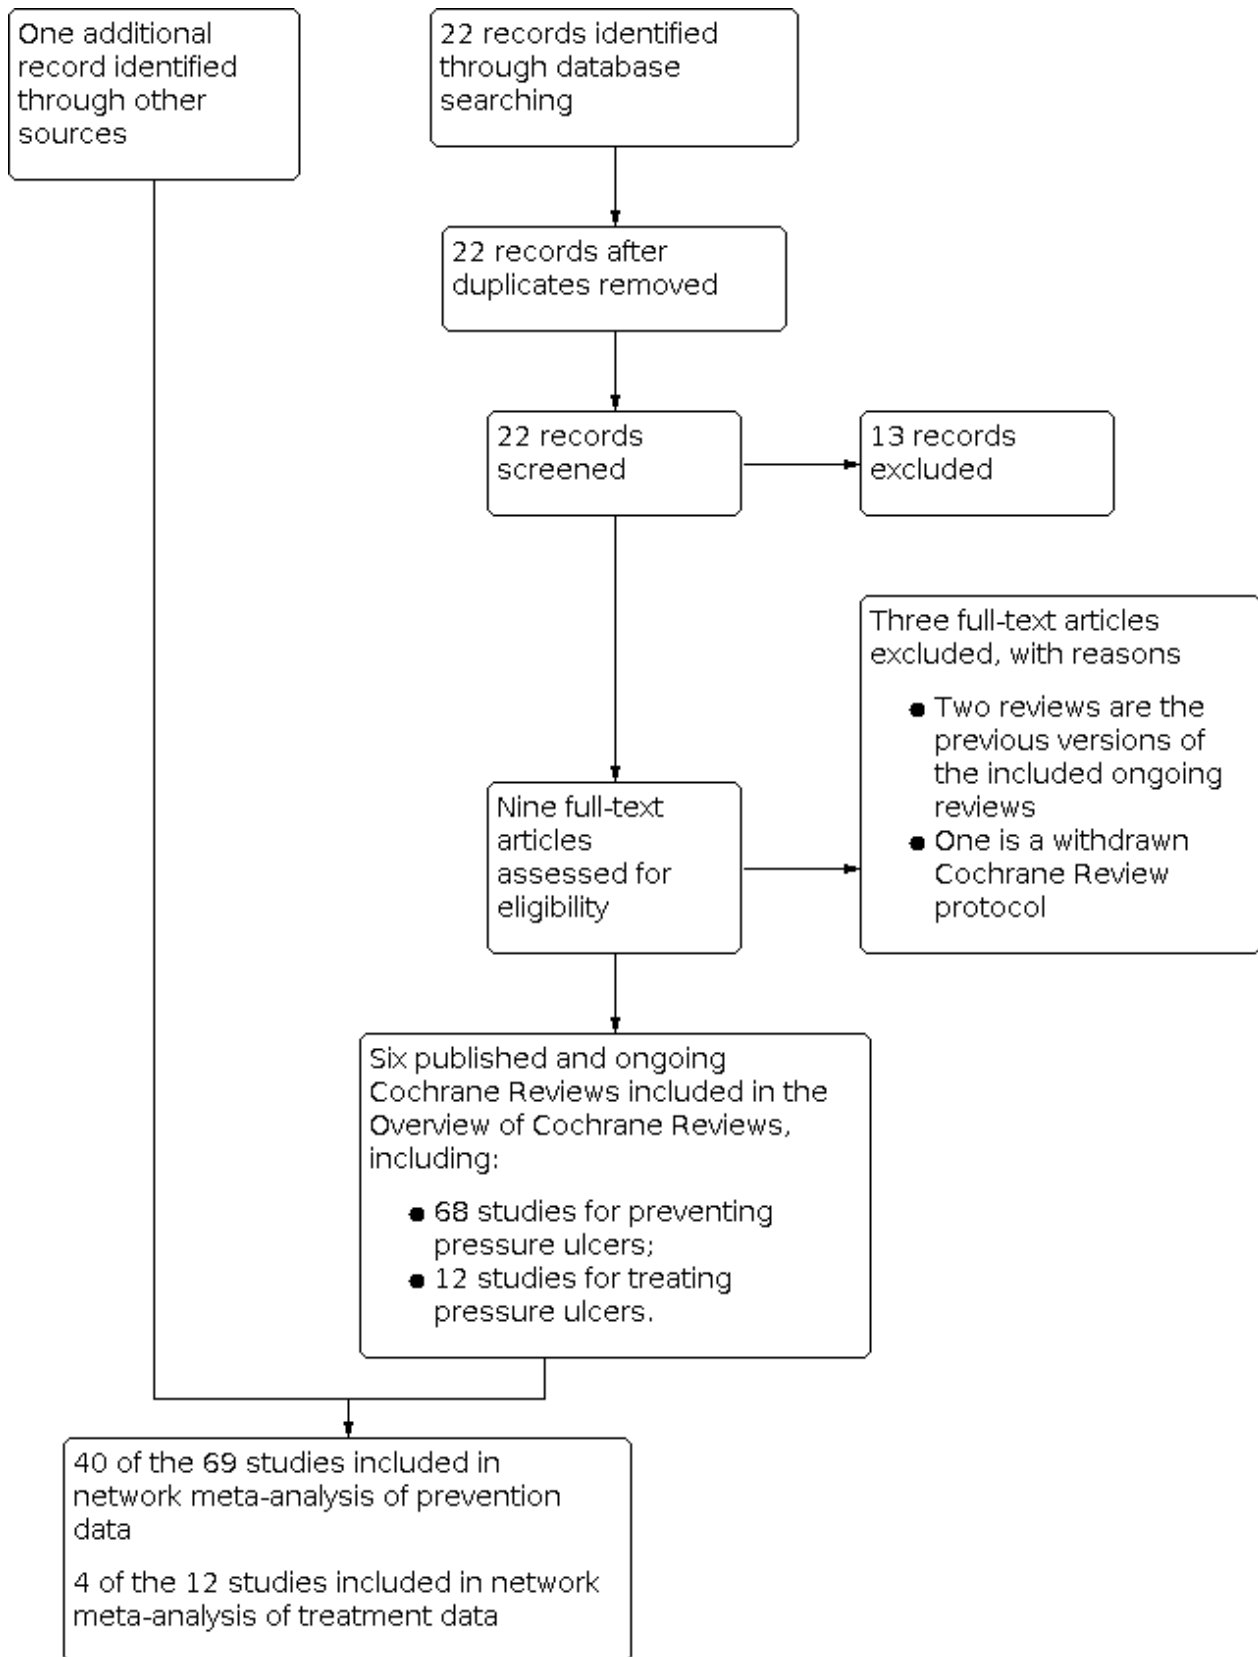 One additional
record identified
through other
sources
22 records identified
through database
searching
22 records after
duplicates removed
22 records
screened
13 records
excluded
Three full-text articles
excluded, with reasons
● Two reviews are the
previous versions of
the included ongoing
reviews
● One is a withdrawn
Cochrane Review
protocol
Nine full-text
articles
assessed for
eligibility
Six published and ongoing
Cochrane Reviews included in the
Overview of Cochrane Reviews,
including:
● 68 studies for preventing
pressure ulcers;
● 12 studies for treating
pressure ulcers.
40 of the 69 studies included in
network meta-analysis of prevention
data
4 of the 12 studies included in network
meta-analysis of treatment data